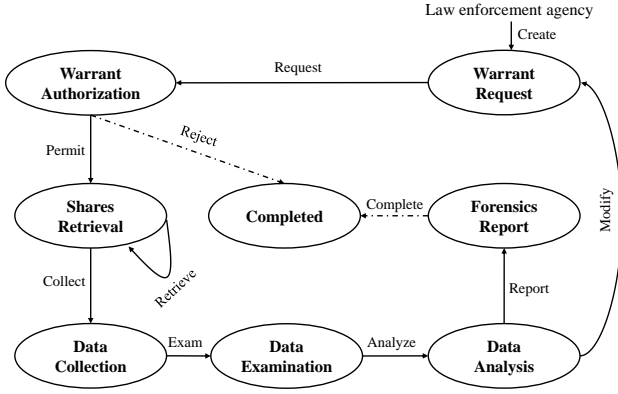 Law enforcement agency
Create
Warrant
Authorization
Request
Warrant
Request
Permit
Reject
Shares
Retrieval
Retrieve
Completed
Complete
Forensics
Report
Modify
Collect
Report
Data
Collection
Exam
Data
Examination
Analyze
Data
Analysis